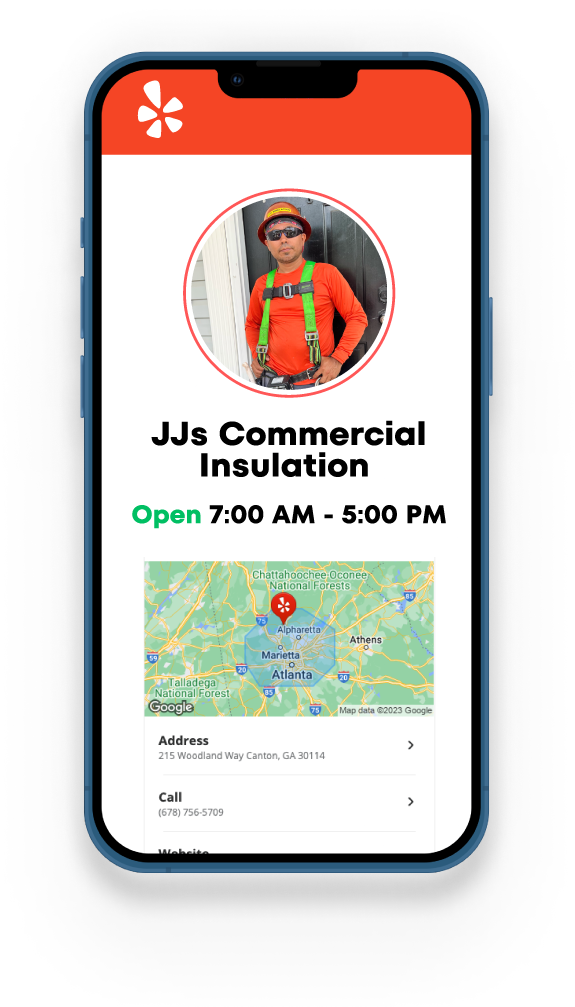 JJs Commercial
Insulation
Open 7:00 AM - 5:00 PM
Chattahoochee-Oconee
National Forests
85
75
Alpharetta
Athens
Marietta
59
20
Atlanta
20
Talladega
National Forest
85
75
Google
Map data ©2023 Google
Address
215 Woodland Way Canton, GA 30114
Call
(678) 756-5709
Website